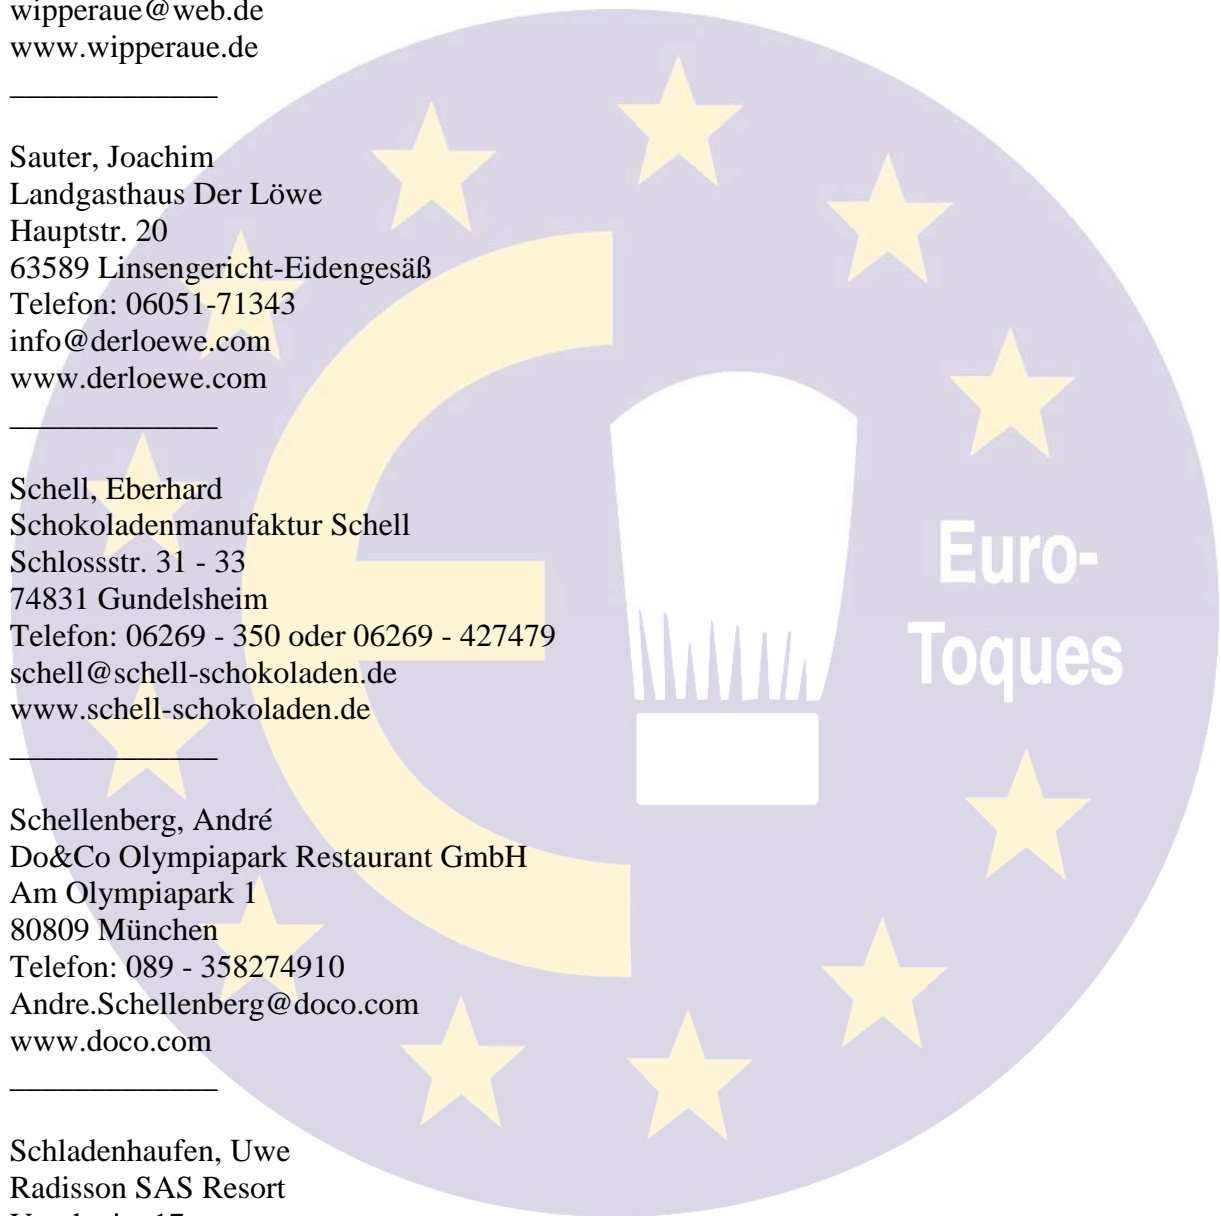 wipperaue@web.de
www.wipperaue.de
_____________
Sauter, Joachim
Landgasthaus Der Löwe
Hauptstr. 20
63589 Linsengericht-Eidengesäß
Telefon: 06051-71343
info@derloewe.com
www.derloewe.com
_____________
Schell, Eberhard
Schokoladenmanufaktur Schell
Schlossstr. 31 - 33
74831 Gundelsheim
Telefon: 06269 - 350 oder 06269 - 427479
schell@schell-schokoladen.de
www.schell-schokoladen.de
_____________
Schellenberg, André
Do&Co Olympiapark Restaurant GmbH
Am Olympiapark 1
80809 München
Telefon: 089 - 358274910
Andre.Schellenberg@doco.com
www.doco.com
_____________
Schladenhaufen, Uwe
Radisson SAS Resort
Euro-
Toques